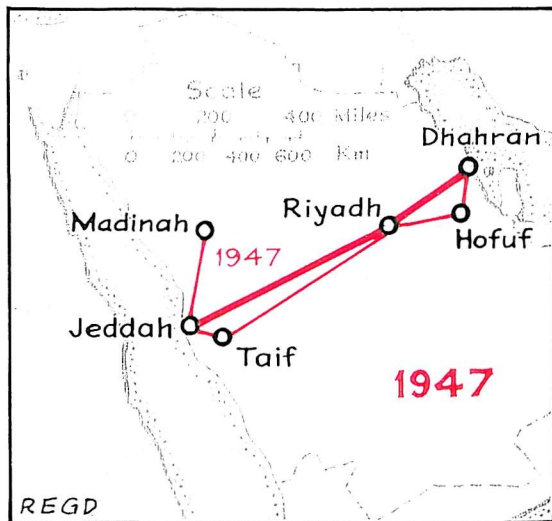 Scale
0 200 400 Miles
0 200 400 600 Km
Dhahran
Madinah
Riyadh
Hofuf
1947
Jeddah
Taif
1947
REGD